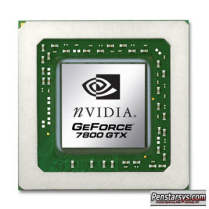 nVIDIA.
GEFORCE
7800 GTX
Penstarsys.com